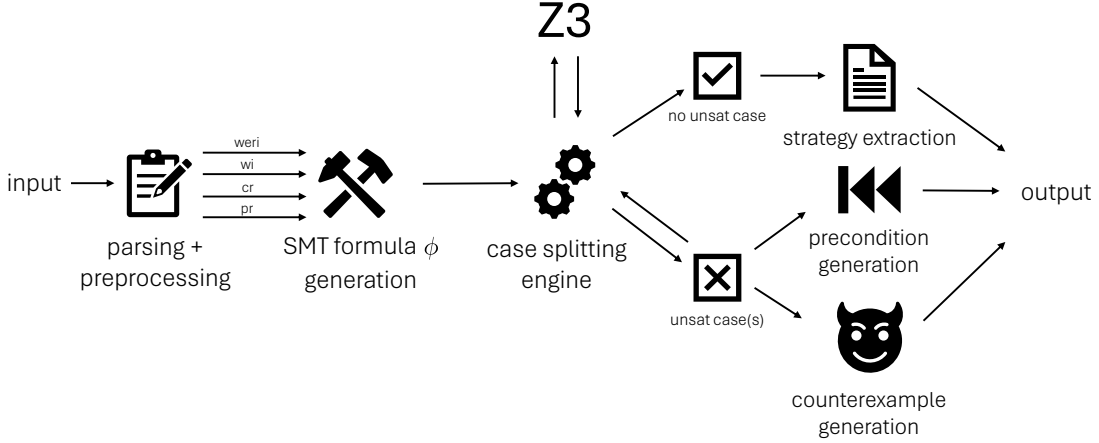 Z3
no unsat case
strategy extraction
input
weri
wi
cr
pr
parsing +
preprocessing
SMT formula ϕ
generation
case splitting
engine
output
precondition
generation
unsat case(s)
counterexample
generation